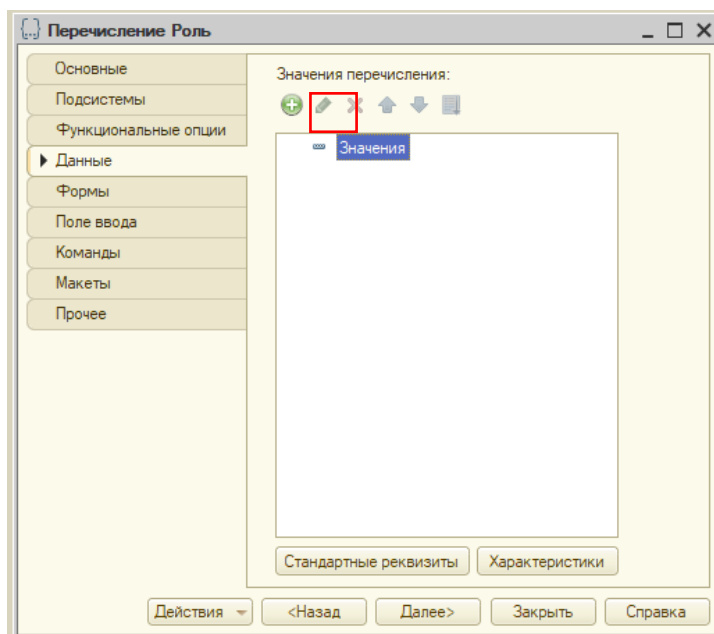 Перечисление Роль
Основные
Подсистемы
Функциональные опции
Данные
Формы
Поле ввода
Команды
Макеты
Прочее
Значения перечисления:
Значения
Стандартные реквизиты
Характеристики
Действия
<Назад
Далее>
Закрыть
Справка